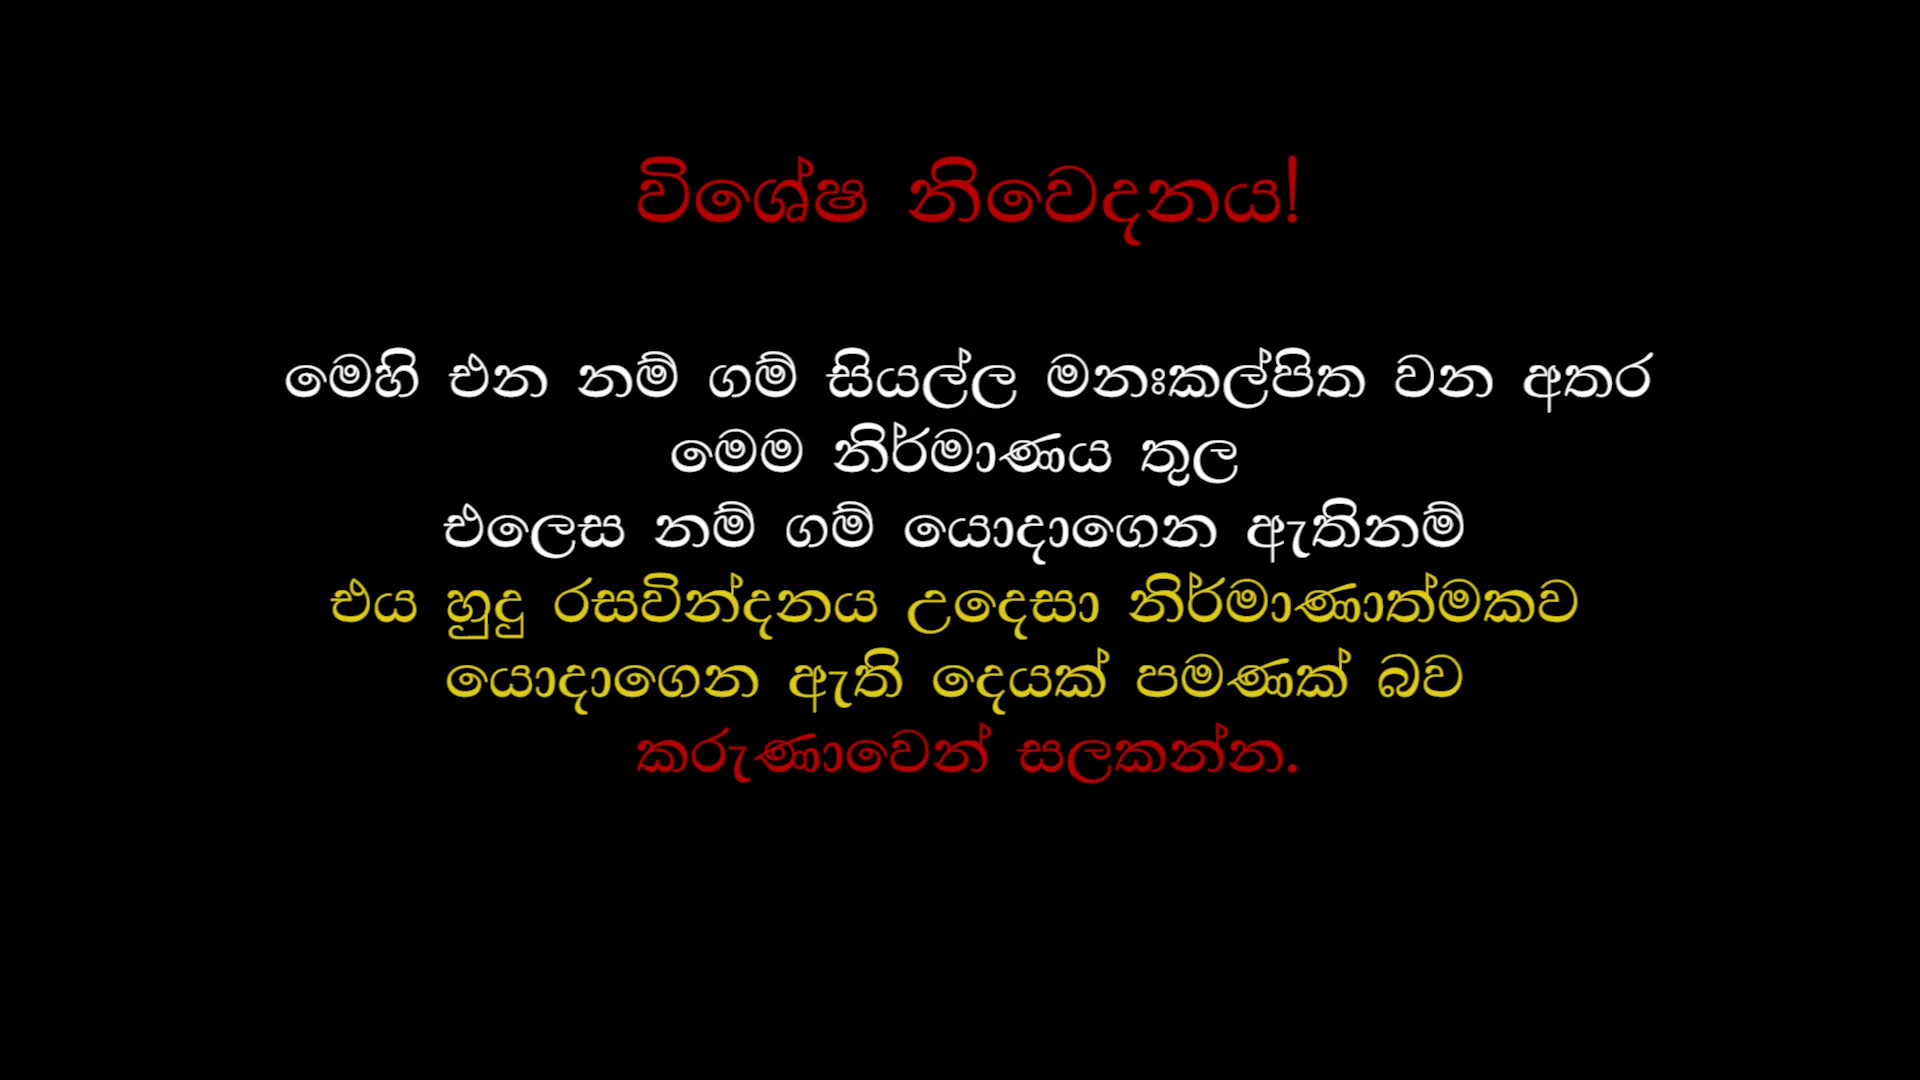 විශේෂ නිවෙදනය!
මෙහි එන නම් ගම් සියල්ල මනඃකල්පිත වන අතර
මෙම නිර්මාණය තුල
එලෙස නම් ගම් යොදාගෙන ඇතිනම්
එය හුදු රසවින්දනය උදෙසා නිර්මාණාත්මකව
යොදාගෙන ඇති දෙයක් පමණක් බව
කරුණාවෙන් සලකන්න.